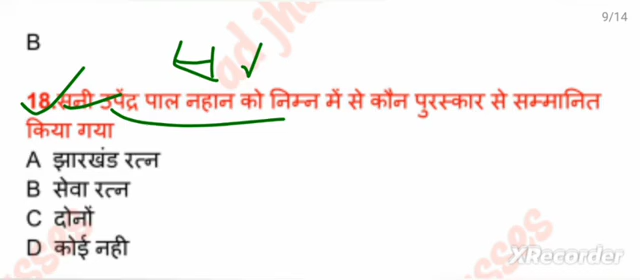 9/14
B
18.सनी उपेंद्र पाल नहान को निम्न में से कौन पुरस्कार से सम्मानित
किया गया
A झारखंड रत्न
B सेवा रत्न
C दोनों
D कोई नही
XRecorder